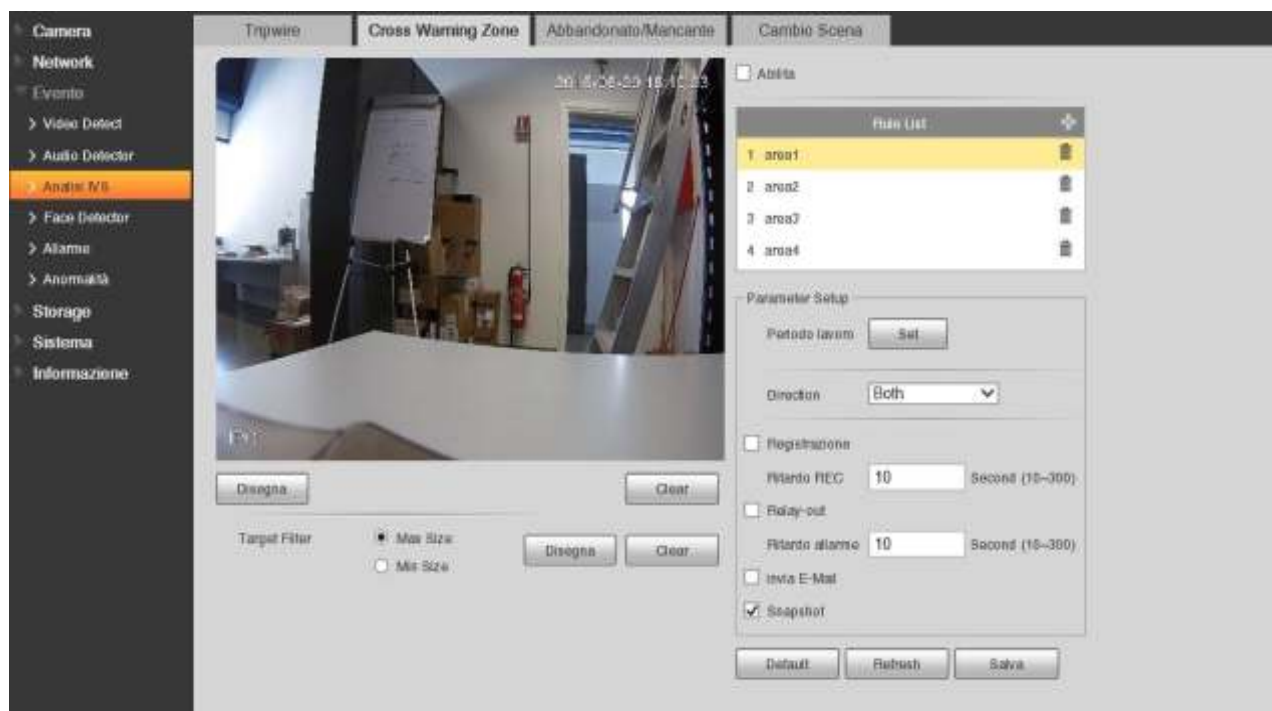 Camera
Network
Evento
> Video Detect
> Audio Detector
> Analisi IVS
> Face Detector
> Allarme
> Anormalità
Storage
Sistema
Informazione
Tripwire
Cross Warning Zone
Abbandonato/Mancante
Cambio Scena
Abilita
Rule List
1 area1
2 area2
3 area3
4 area4
Parameter Setup
Periodo lavoro
Set
Direction
Both
Registrazione
Ritardo REC 10 Second (10~300)
Relay-out
Ritardo allarme 10 Second (10~300)
invia E-Mail
Snapshot
Default
Refresh
Salva
Disegna
Clear
Target Filter
Max Size
Min Size
Disegna
Clear